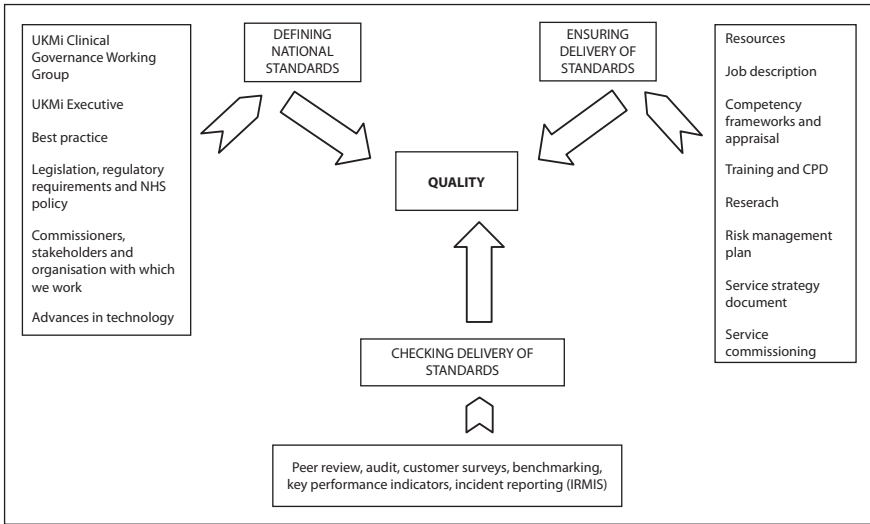 UKMi Clinical
Governance Working
Group
UKMi Executive
Best practice
Legislation, regulatory
requirements and NHS
policy
Commissioners,
stakeholders and
organisation with which
we work
Advances in technology
DEFINING
NATIONAL
STANDARDS
ENSURING
DELIVERY OF
STANDARDS
Resources
Job description
Competency
frameworks and
appraisal
Training and CPD
Reserach
Risk management
plan
Service strategy
document
Service
commissioning
QUALITY
CHECKING DELIVERY OF
STANDARDS
Peer review, audit, customer surveys, benchmarking,
key performance indicators, incident reporting (IRMIS)